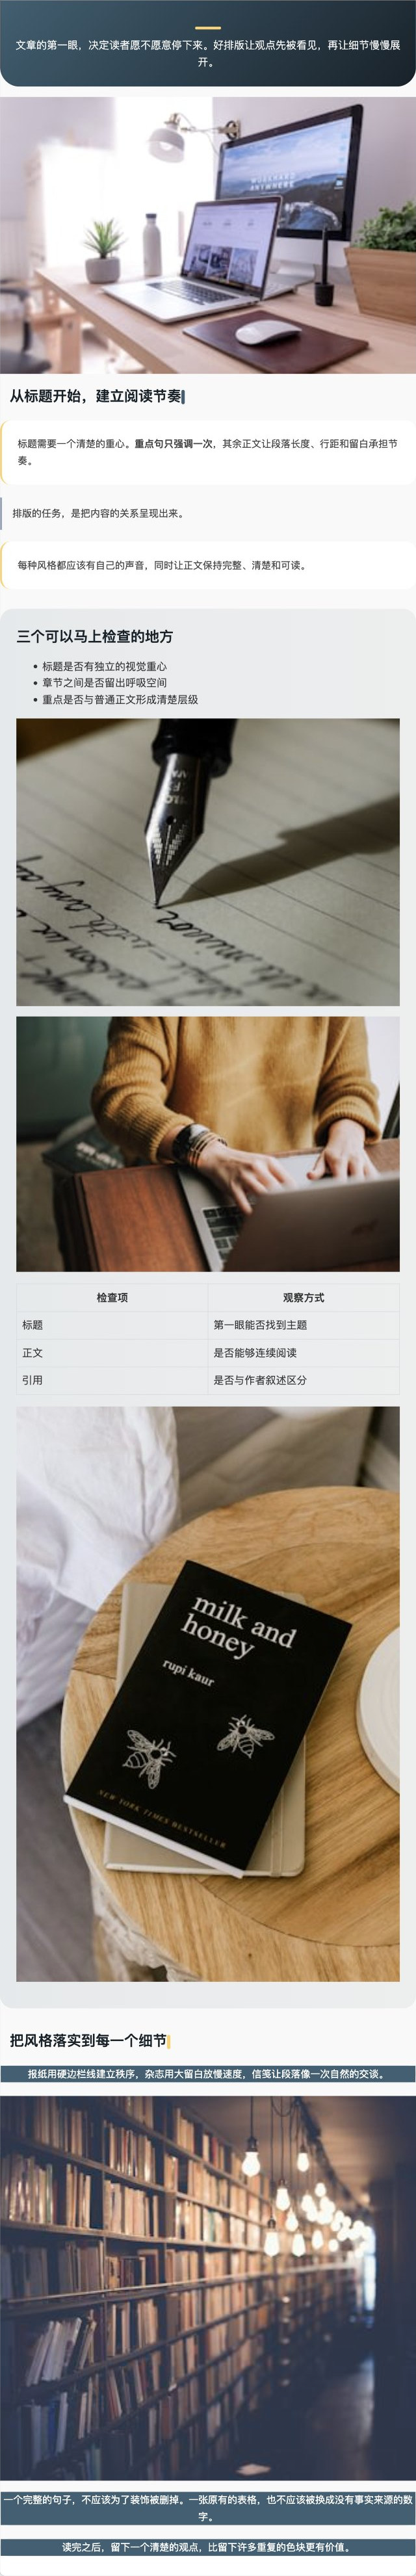 文章的第一眼，决定读者愿不愿意停下来。好排版让观点先被看见，再让细节慢慢展
开。
WORK HARD
ANYWHERE
从标题开始，建立阅读节奏
标题需要一个清楚的重心。重点句只强调一次，其余正文让段落长度、行距和留白承担节
奏。
排版的任务，是把内容的关系呈现出来。
每种风格都应该有自己的声音，同时让正文保持完整、清楚和可读。
三个可以马上检查的地方
标题是否有独立的视觉重心
章节之间是否留出呼吸空间
重点是否与普通正文形成清楚层级
检查项 观察方式
标题 第一眼能否找到主题
正文 是否能够连续阅读
引用 是否与作者叙述区分
milk and
honey
rupi kaur
NEW YORK TIMES BESTSELLER
把风格落实到每一个细节
报纸用硬边栏线建立秩序，杂志用大留白放慢速度，信笺让段落像一次自然的交谈。
一个完整的句子，不应该为了装饰被删掉。一张原有的表格，也不应该被换成没有事实来源的数
字。
读完之后，留下一个清楚的观点，比留下许多重复的色块更有价值。